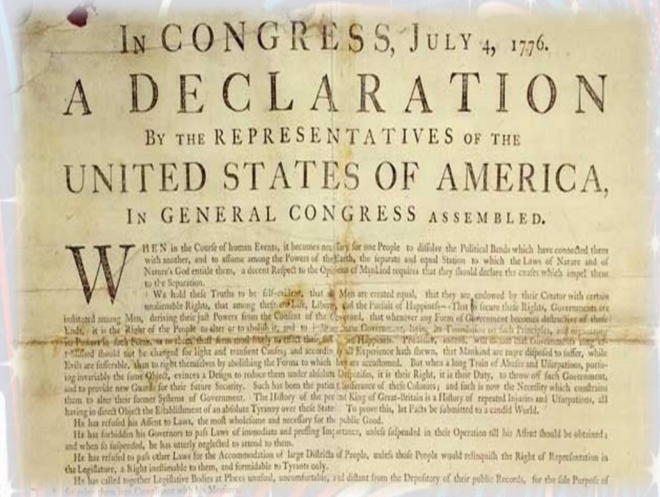 IN CONGRESS, JULY 4, 1776.
A DECLARATION
BY THE REPRESENTATIVES OF THE
UNITED STATES OF AMERICA,
IN GENERAL CONGRESS ASSEMBLED.
WHEN in the Course of human Events, it becomes for one People to dissolve the Political Bands which have connected them
with another, and to assume among the Powers of the Earth, the separate and equal Station to which the Laws of Nature and of
Nature's God entitle them, a decent Respect to the of Mankind requires that they should declare the causes which impel them
to the Separation.
We hold these Truths to be self-evident, that all Men are created equal, that they are endowed by their Creator with certain
unalienable Rights, that among these are Life, and the Pursuit of Happiness--That to secure these Rights, Governments are
instituted among Men, deriving their just Powers from the Consent of the that whenever any Form of Government becomes destructive of these
Ends, it is the Right of the People to alter or to abolish it, and to Government, laying its Foundation on such Principles, and
its Powers in such Form, as to them shall seem most likely to effect their Happiness. Prudence, indeed, will dictate that Governments long
should not be changed for light and transient Causes; and Experience hath shewn, that Mankind are more disposed to suffer, while
Evils are sufferable, than to right themselves by abolishing the Forms to which are accustomed. But when a long Train of Abuses and Usurpations,
invariably the same Object, evinces a Design to reduce them under absolute it is their Right, it is their Duty, to throw off such Government,
and to provide new Guards for their future Security. Such has been the patient Sufferance of these Colonies; and such is now the Necessity which constrains
them to alter their former Systems of Government. The History of the King of Great-Britain is a History of repeated Injuries and Usurpations, all
having in direct Object the Establishment of an absolute Tyranny over these To prove this, let Facts be submitted to a candid World.
He has refused his Assent to Laws, the most wholesome and necessary for the public Good.
He has forbidden his Governors to pass Laws of immediate and pressing Importance, unless suspended in their Operation till his Assent should be obtained;
and when so suspended, he has utterly neglected to attend to them.
He has refused to pass other Laws for the Accommodation of large Districts of People, unless those People would relinquish the Right of Representation in
the Legislature, a Right inestimable to them, and formidable to Tyrants only.
He has called together Legislative Bodies at Places unusual, uncomfortable, and distant from the Depository of their public Records, for the sole Purpose of